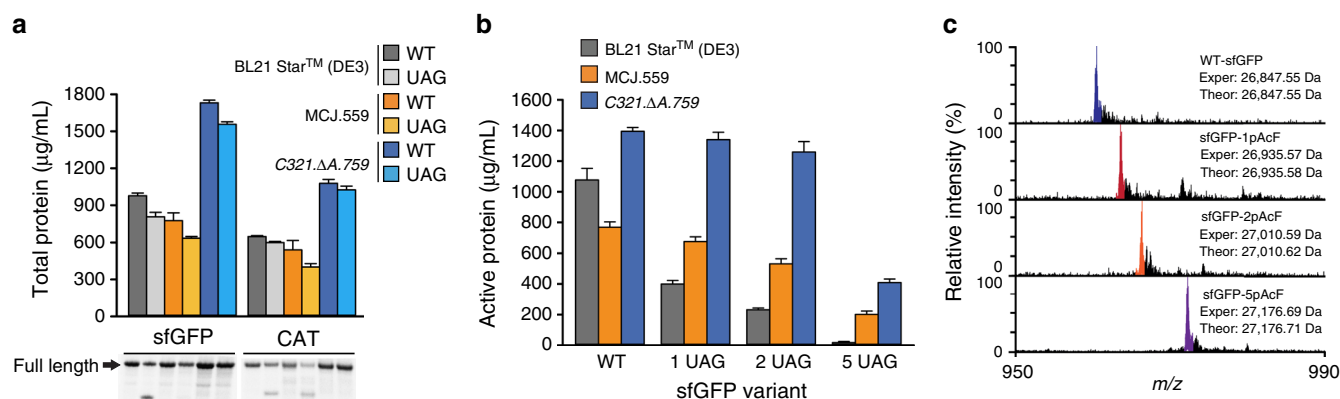 a
BL21 Star™ (DE3)
WT
UAG
MCJ.559
WT
UAG
C321.ΔA.759
WT
UAG
Total protein (µg/mL)
1800
1500
1200
900
600
300
0
sfGFP
CAT
Full length
b
BL21 Star™ (DE3)
MCJ.559
C321.ΔA.759
Active protein (µg/mL)
1600
1400
1200
1000
800
600
400
200
0
WT
1 UAG
2 UAG
5 UAG
sfGFP variant
c
Relative intensity (%)
100
0
WT-sfGFP
Exper: 26,847.55 Da
Theor: 26,847.55 Da
100
0
sfGFP-1pAcF
Exper: 26,935.57 Da
Theor: 26,935.58 Da
100
0
sfGFP-2pAcF
Exper: 27,010.59 Da
Theor: 27,010.62 Da
100
0
sfGFP-5pAcF
Exper: 27,176.69 Da
Theor: 27,176.71 Da
950
990
m/z